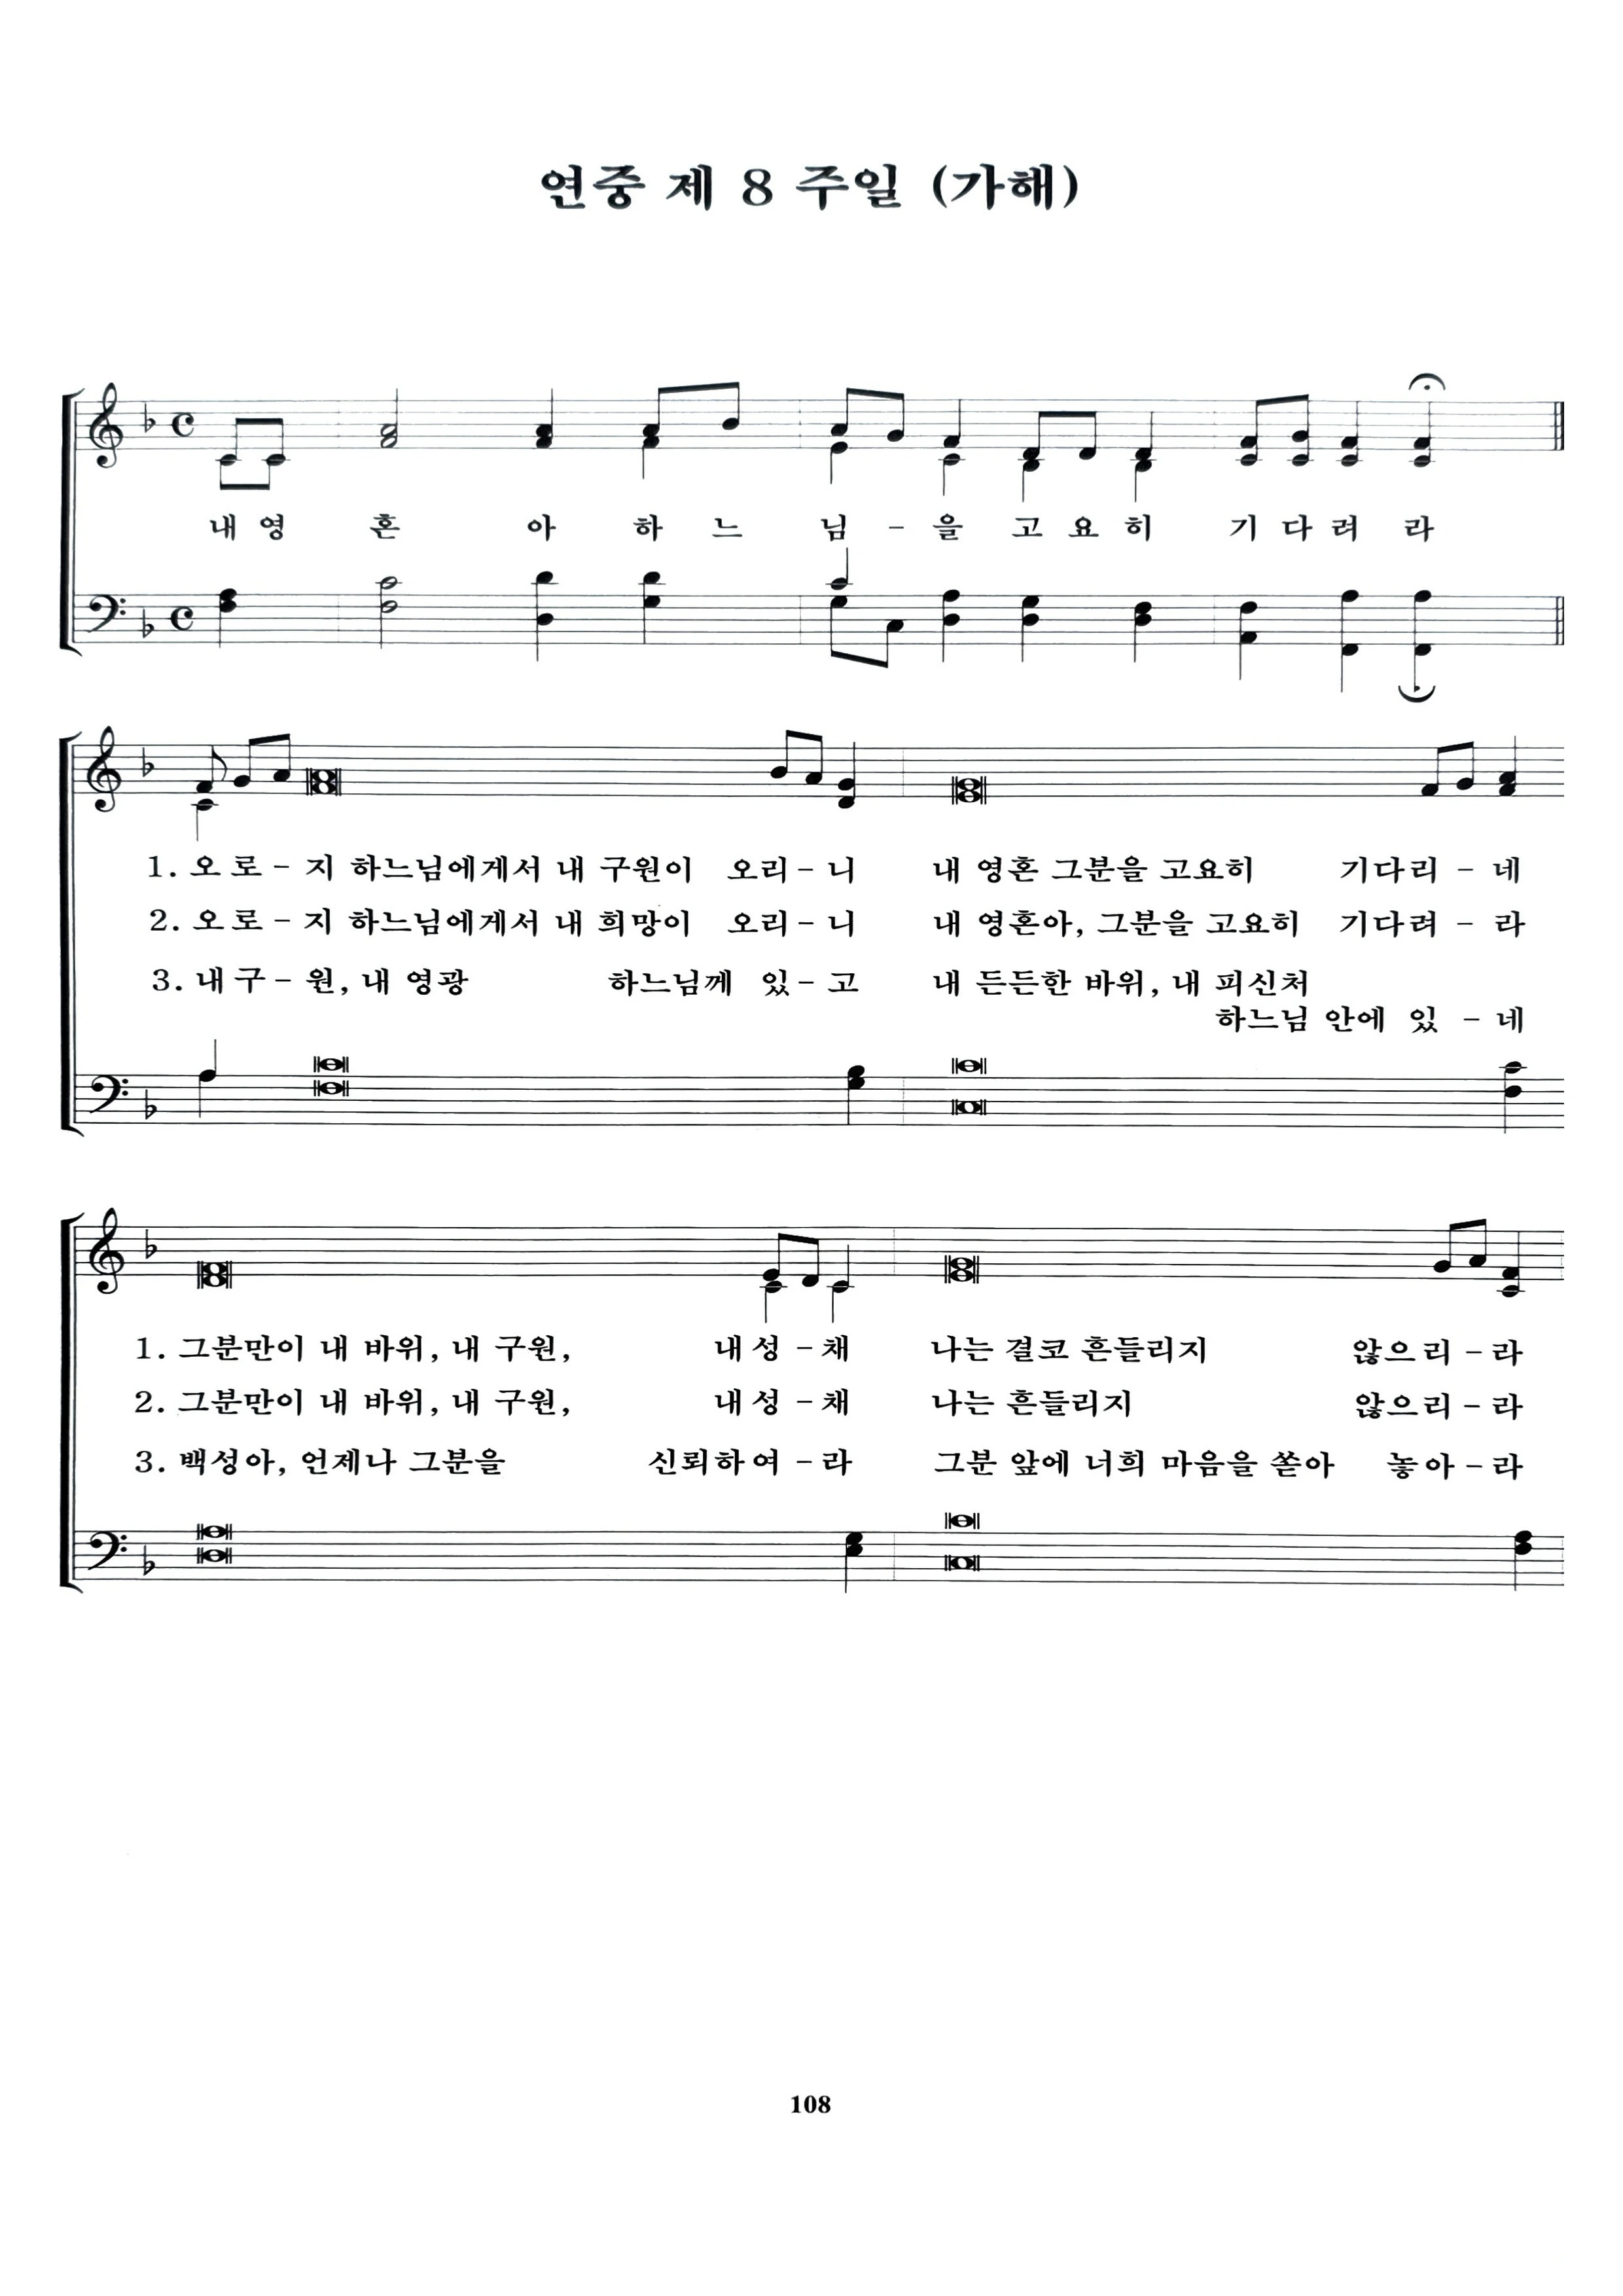 연중 제 8 주일 (가해)
내 영 혼 아 하 느 님 - 을 고 요 히 기 다 려 라
1. 오 로 - 지 하느님에게서 내 구원이 오리 - 니 내 영혼 그분을 고요히 기다리 - 네
2. 오 로 - 지 하느님에게서 내 희망이 오리 - 니 내 영혼아, 그분을 고요히 기다려 - 라
3. 내 구 - 원, 내 영광 하느님께 있 - 고 내 든든한 바위, 내 피신처
하느님 안에 있 - 네
1. 그분만이 내 바위, 내 구원, 내 성 - 채 나는 결코 흔들리지 않으리 - 라
2. 그분만이 내 바위, 내 구원, 내 성 - 채 나는 흔들리지 않으리 - 라
3. 백성아, 언제나 그분을 신뢰하여 - 라 그분 앞에 너희 마음을 쏟아 놓아 - 라
108